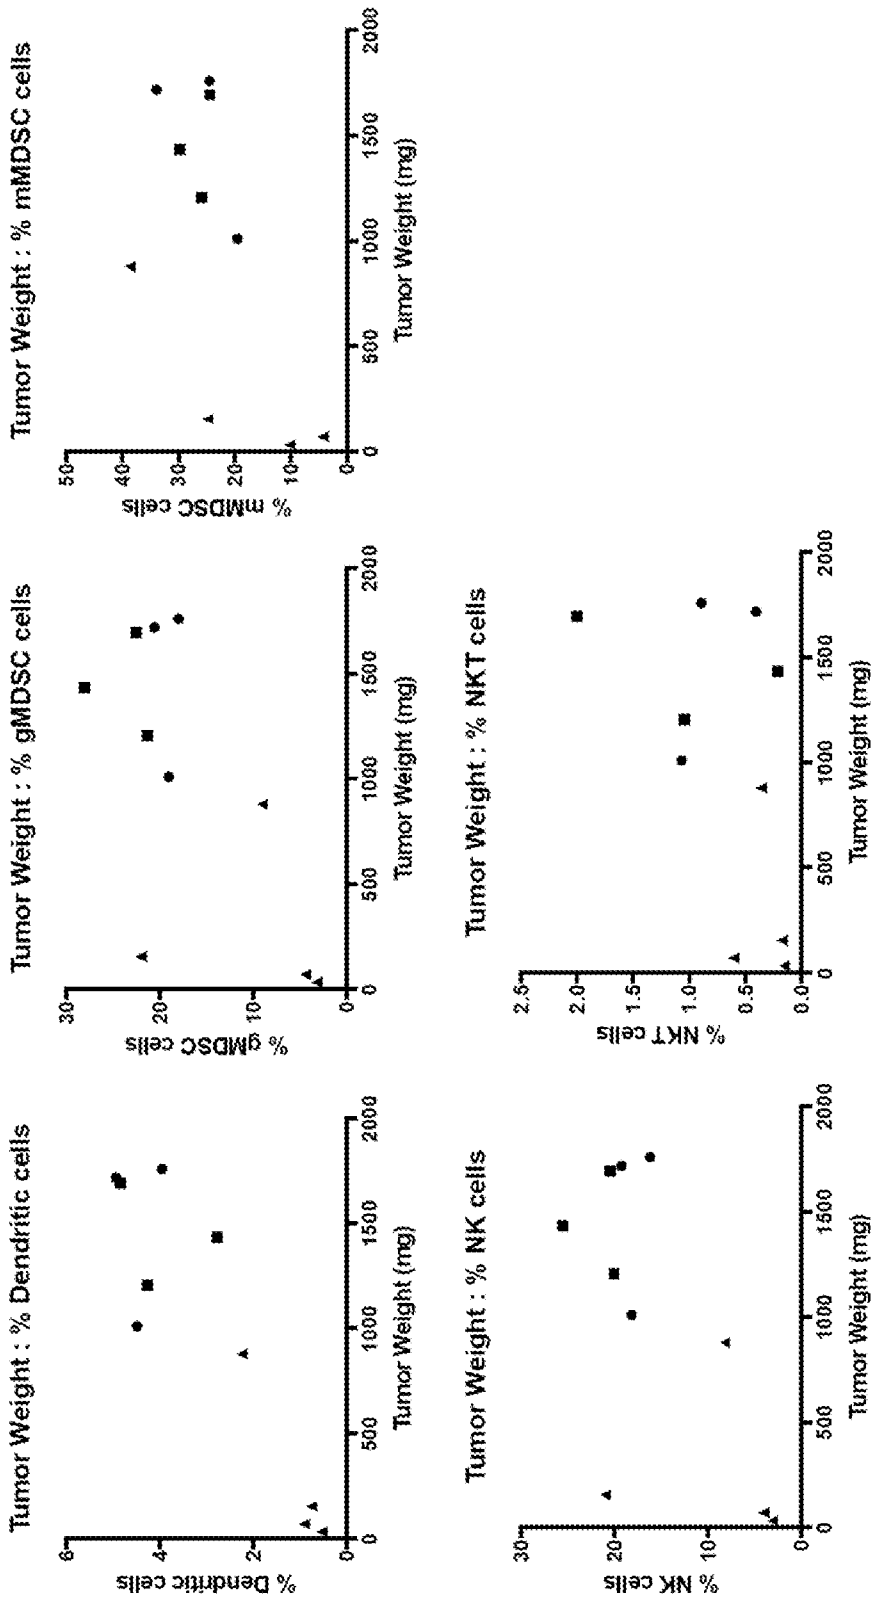 Tumor Weight : % Dendritic cells
% Dendritic cells
6
4
2
0
0 500 1000 1500 2000
Tumor Weight (mg)
Tumor Weight : % gMDSC cells
% gMDSC cells
30
20
10
0
0 500 1000 1500 2000
Tumor Weight (mg)
Tumor Weight : % mMDSC cells
% mMDSC cells
50
40
30
20
10
0
0 500 1000 1500 2000
Tumor Weight (mg)
Tumor Weight : % NK cells
% NK cells
30
20
10
0
0 500 1000 1500 2000
Tumor Weight (mg)
Tumor Weight : % NKT cells
% NKT cells
2.5
2.0
1.5
1.0
0.5
0.0
0 500 1000 1500 2000
Tumor Weight (mg)